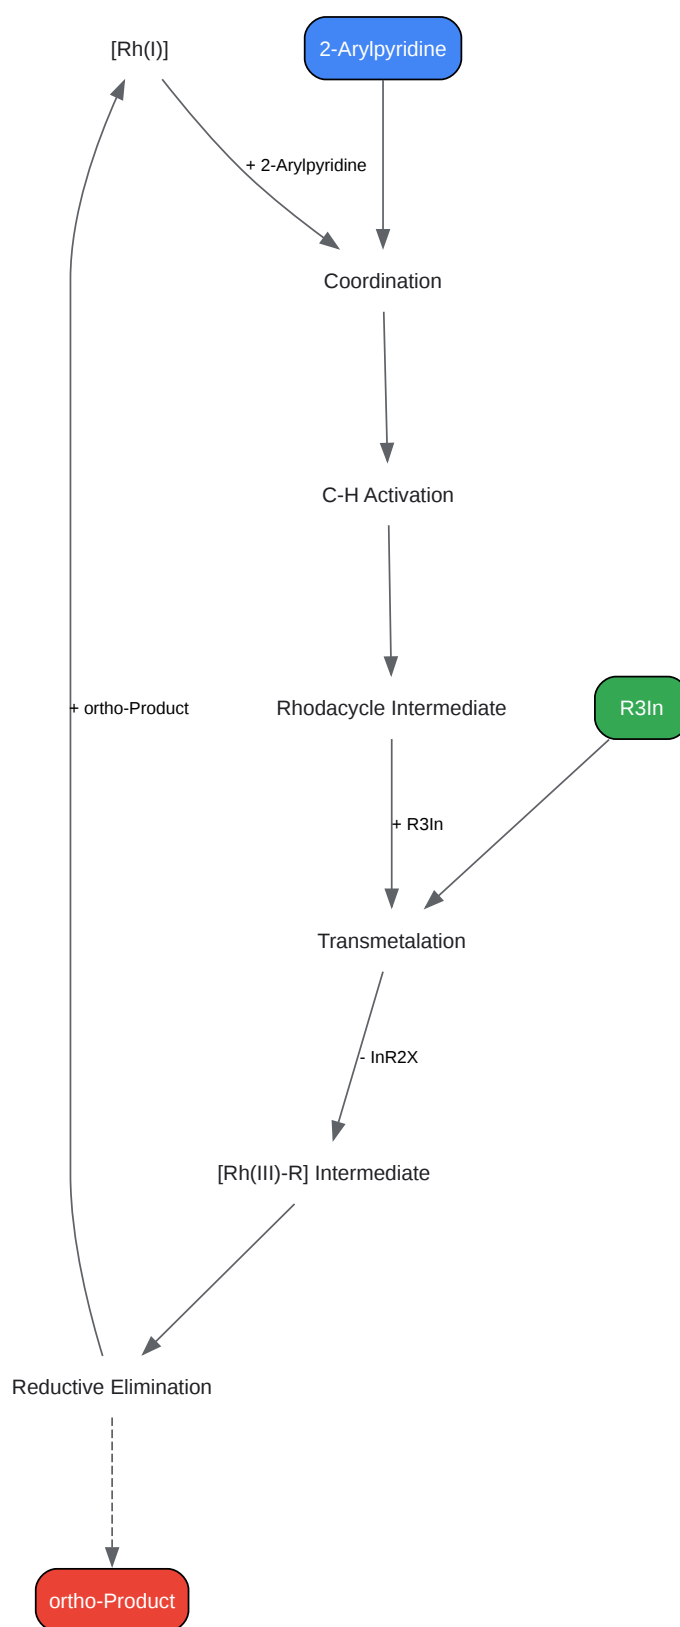 [Rh(I)]
2-Arylpyridine
+ 2-Arylpyridine
Coordination
C-H Activation
+ ortho-Product
Rhodacycle Intermediate
R3In
+ R3In
Transmetalation
- InR2X
[Rh(III)-R] Intermediate
Reductive Elimination
ortho-Product